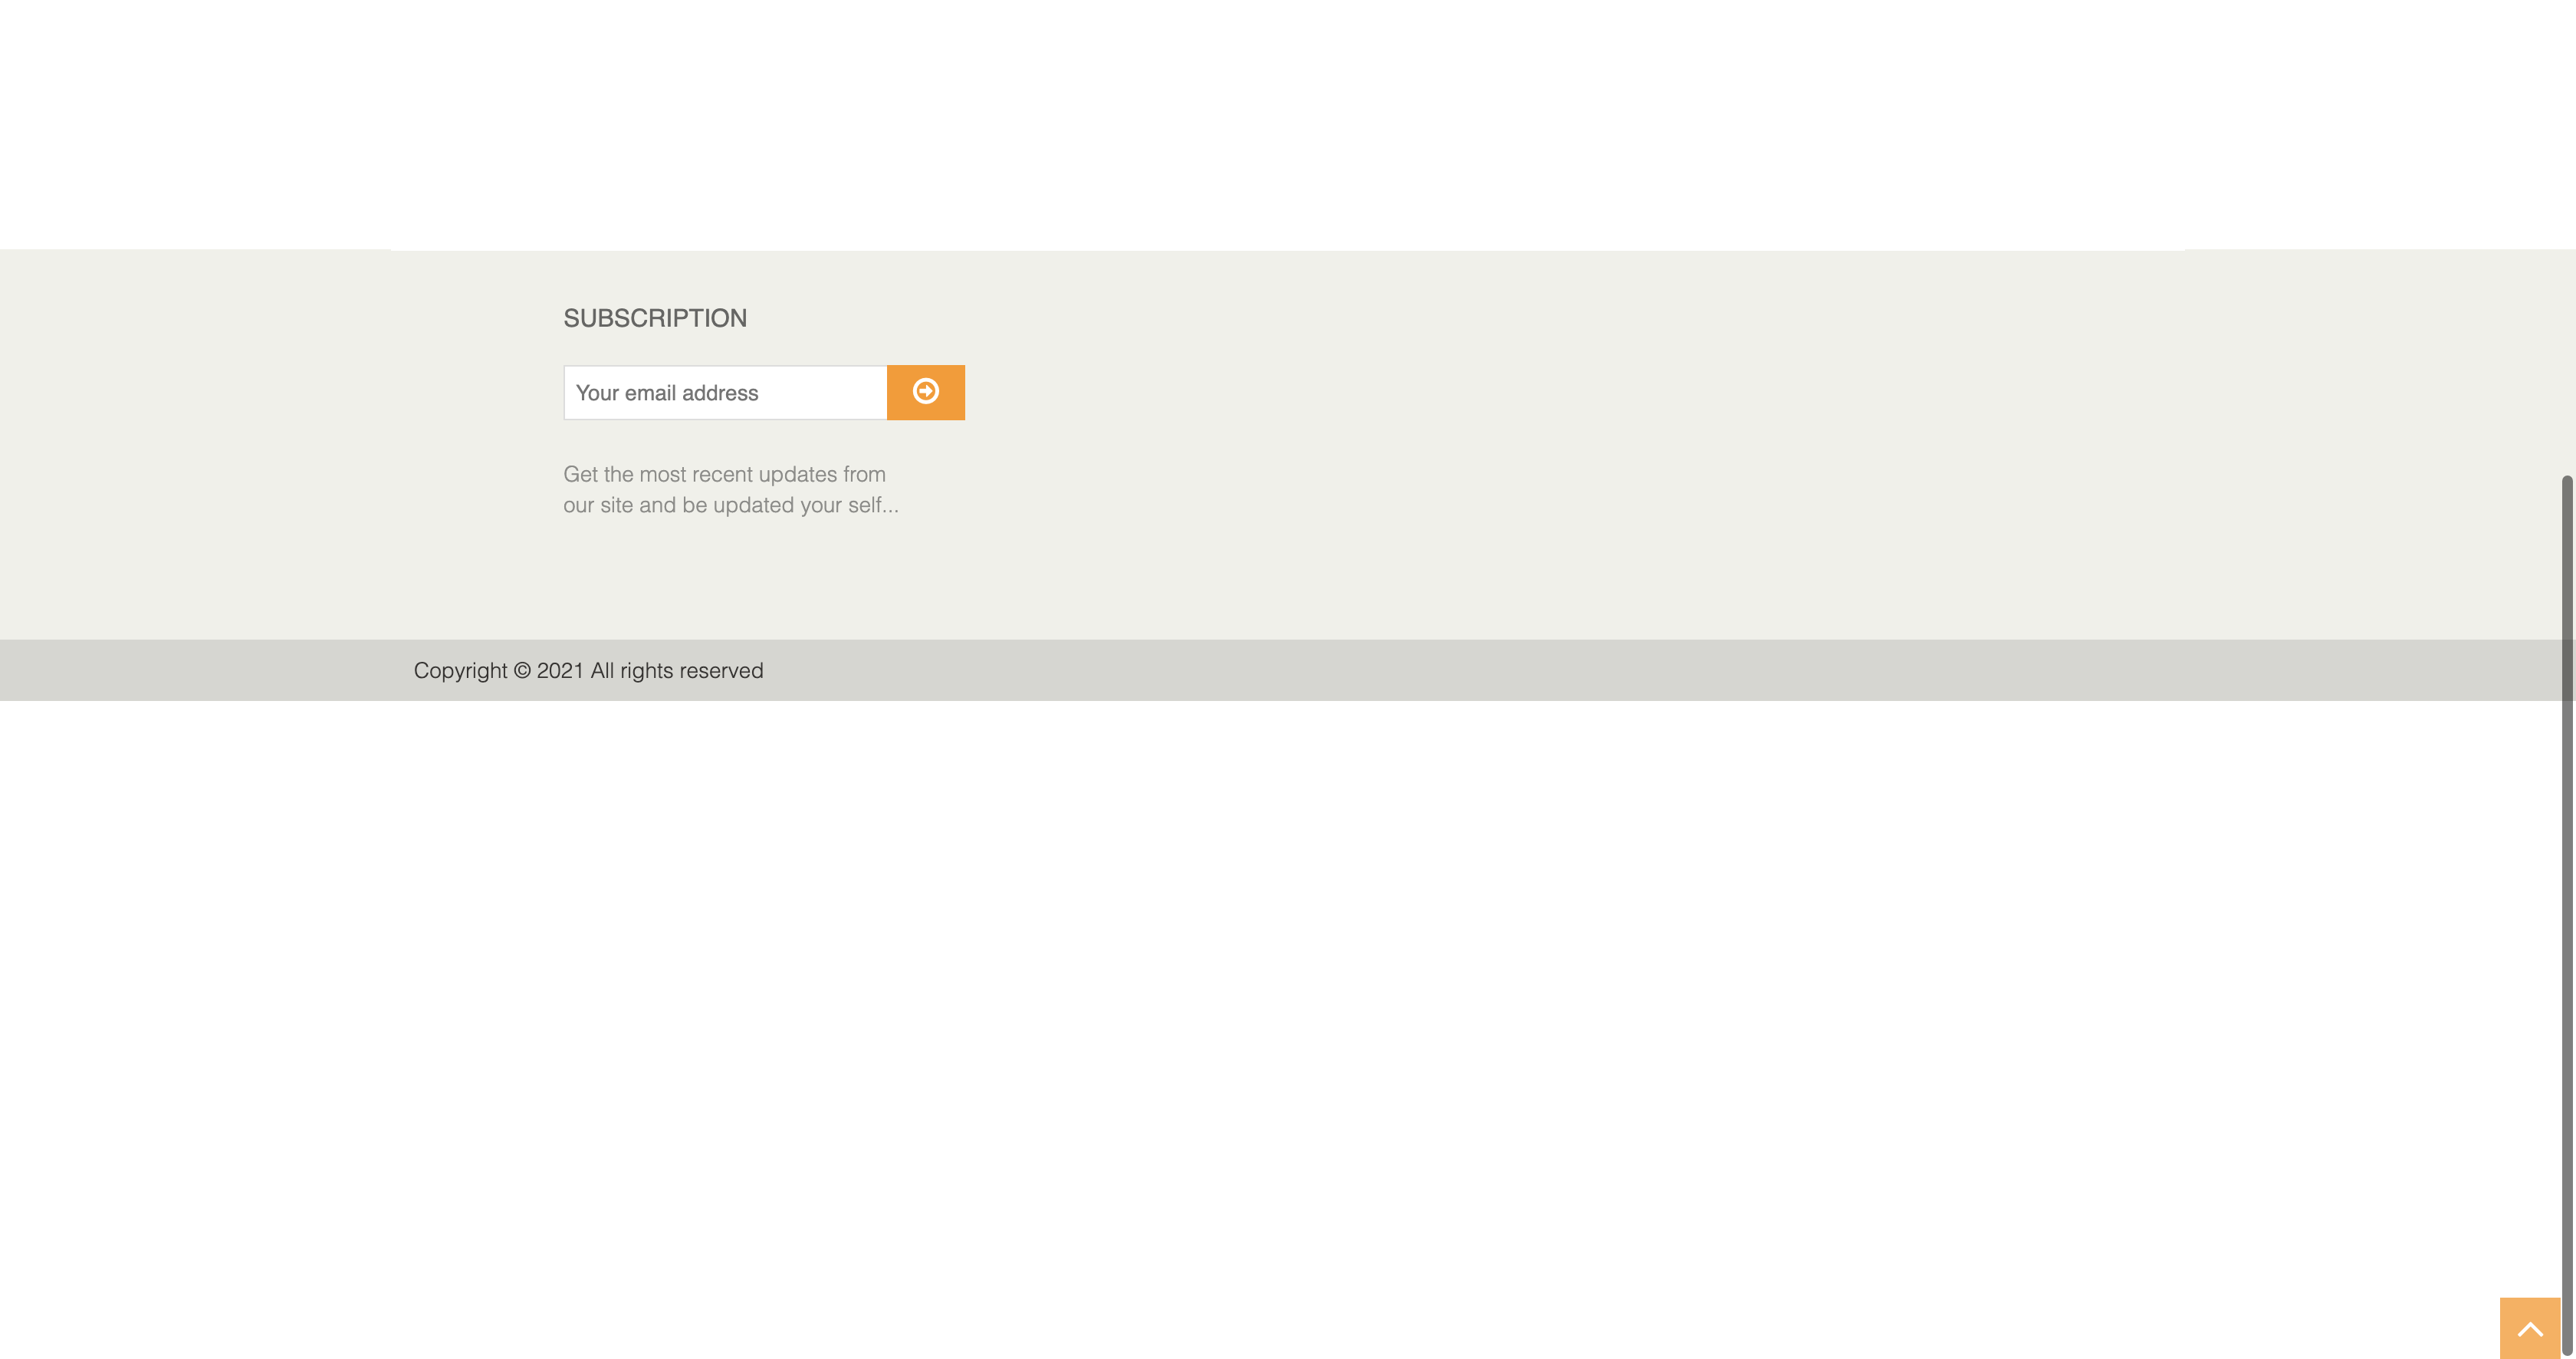 SUBSCRIPTION
Your email address
Get the most recent updates from
our site and be updated your self...
Copyright © 2021 All rights reserved